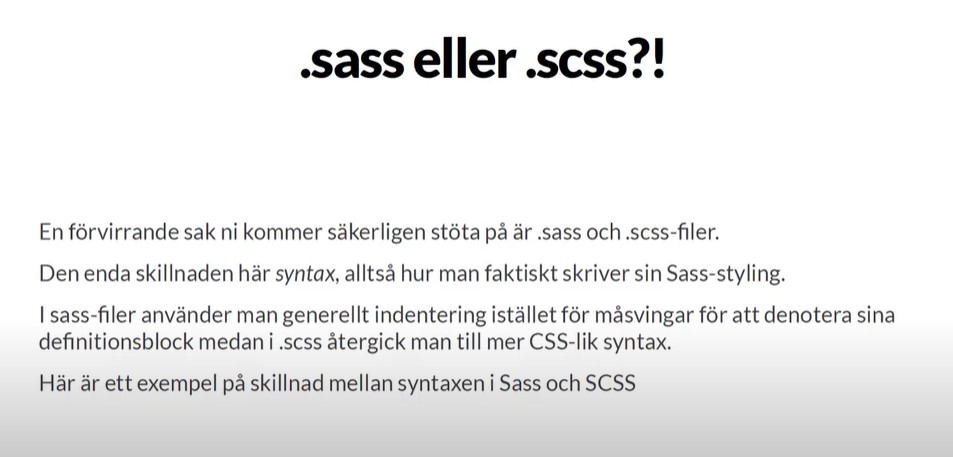 .sass eller .scss?!
En förvirrande sak ni kommer säkerligen stöta på är .sass och .scss-filer.
Den enda skillnaden här syntax, alltså hur man faktiskt skriver sin Sass-styling.
I sass-filer använder man generellt indentering istället för måsvingar för att denotera sina
definitionsblock medan i .scss återgick man till mer CSS-lik syntax.
Här är ett exempel på skillnad mellan syntaxen i Sass och SCSS